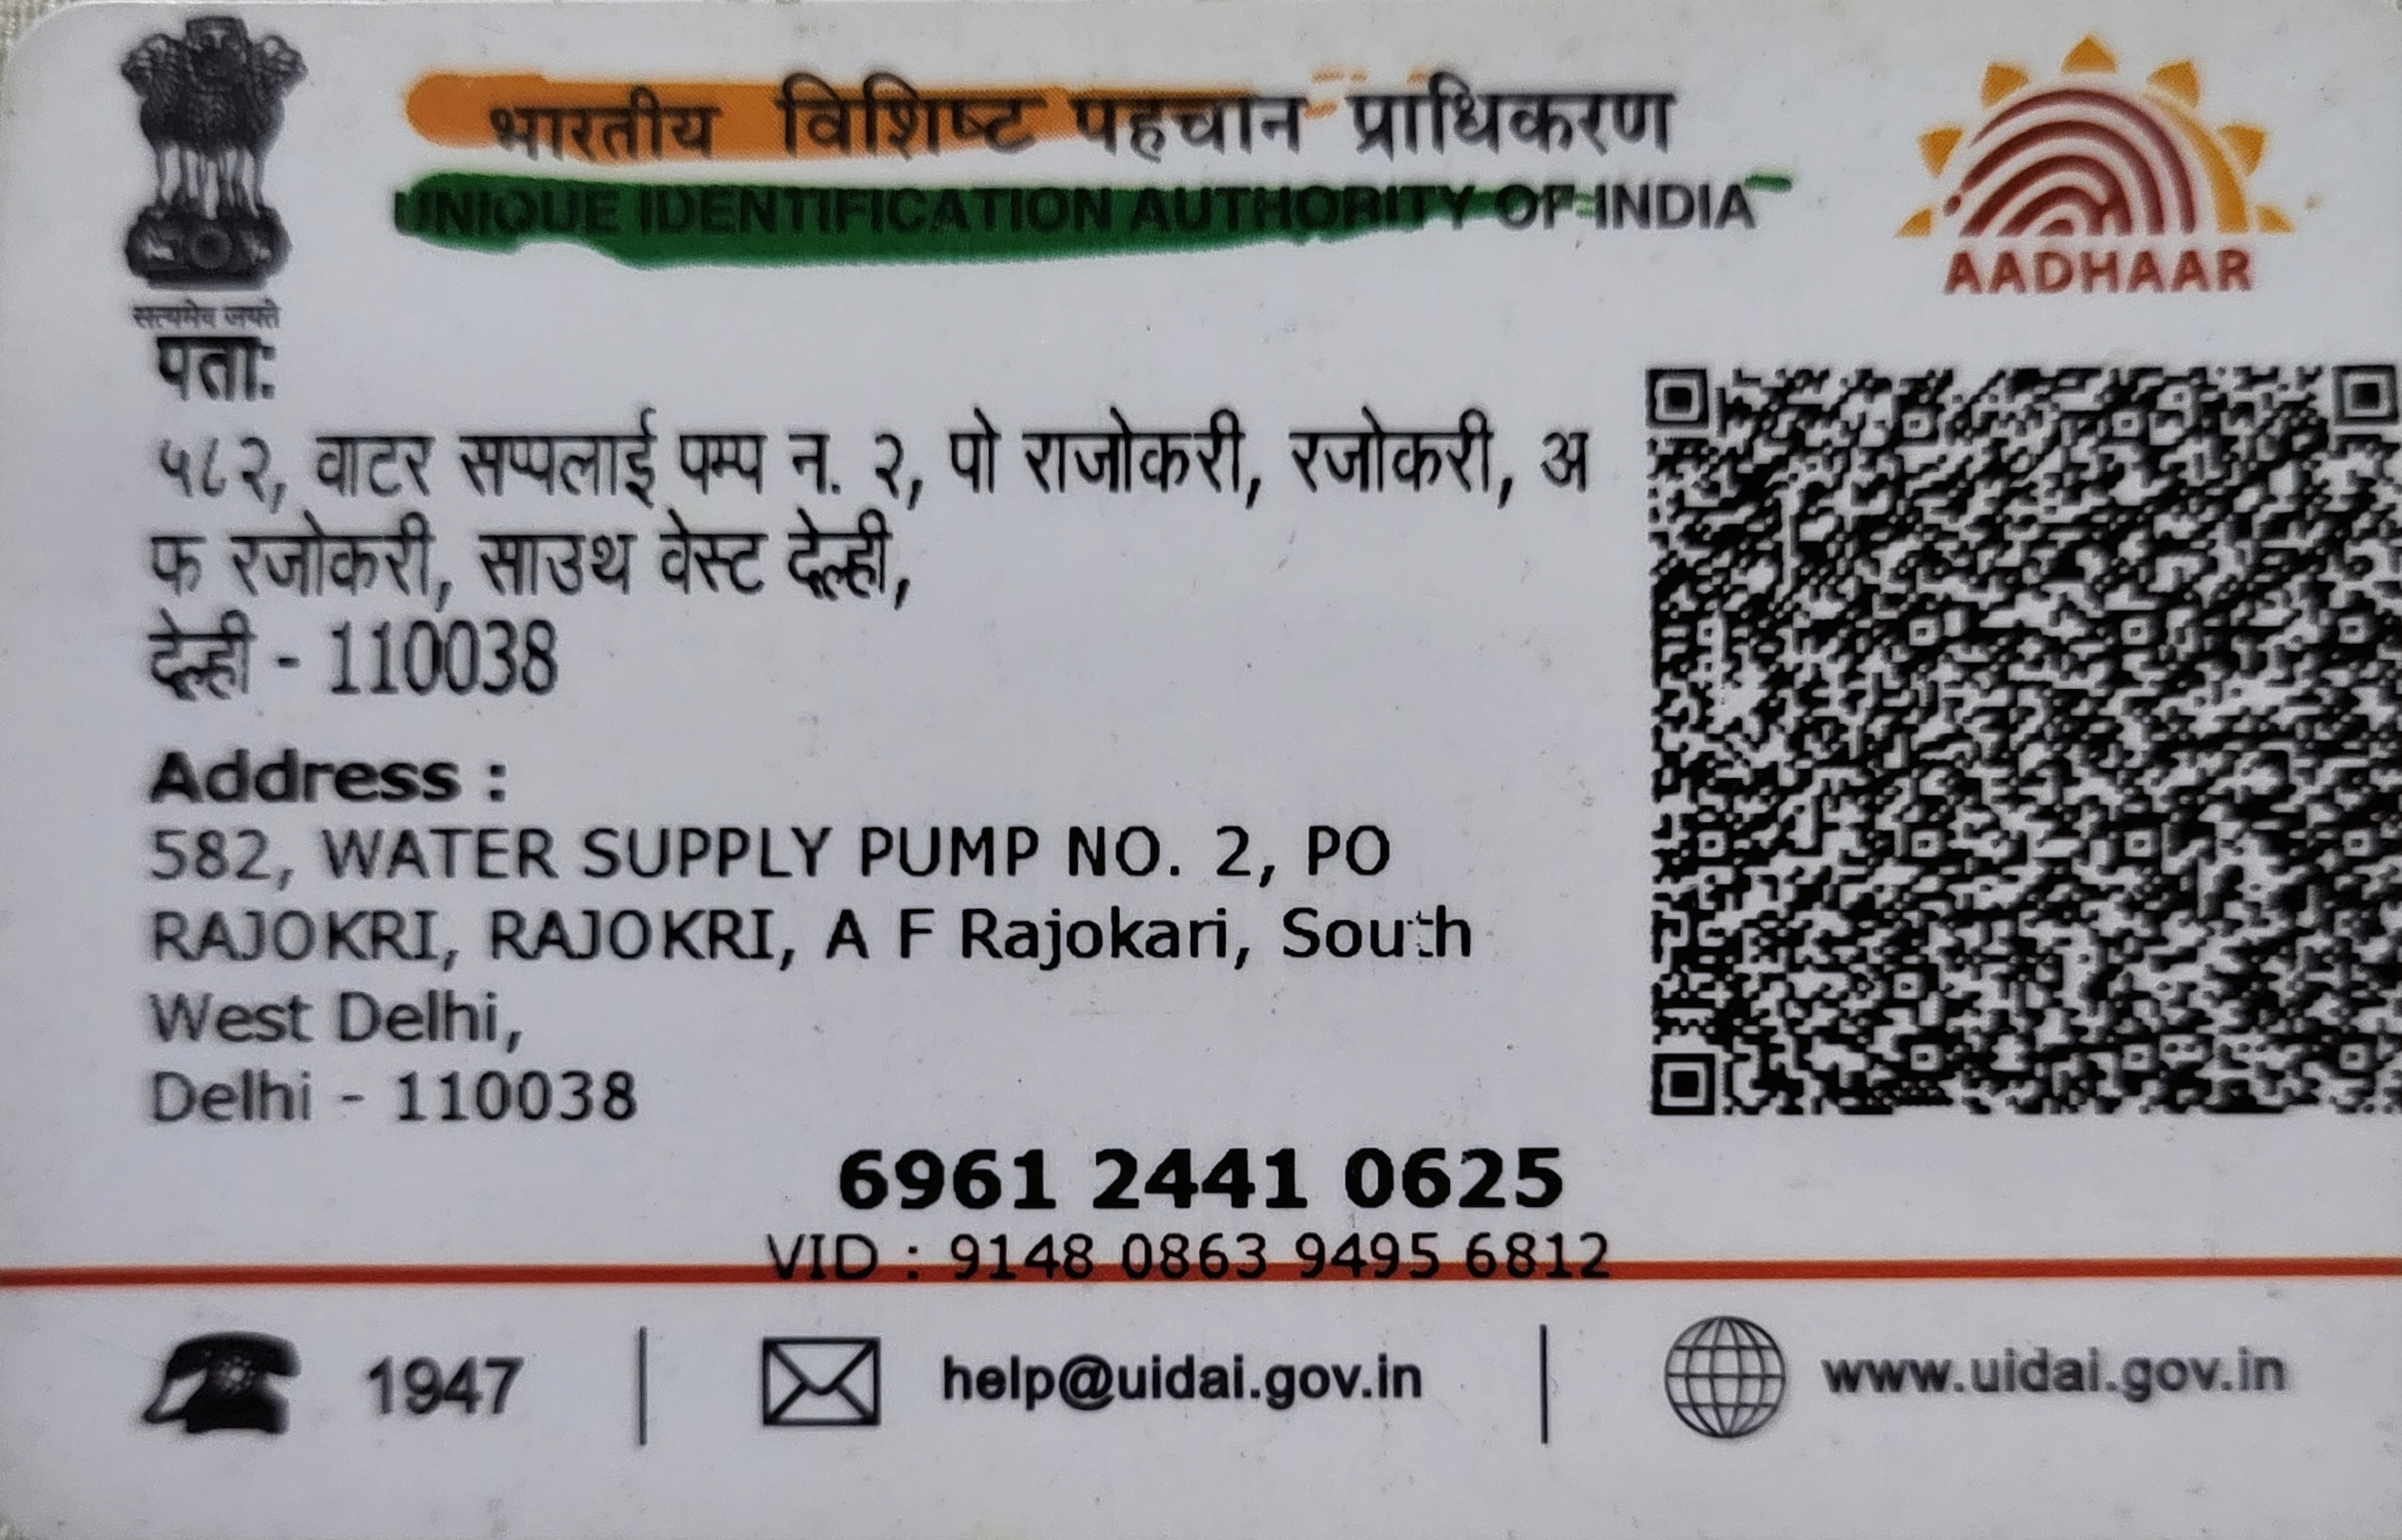 भारतीय विशिष्ट पहचान प्राधिकरण
UNIQUE IDENTIFICATION AUTHORITY OF INDIA
AADHAAR
सत्यमेव जयते
पता:
५८२, वाटर सप्पलाई पम्प न. २, पो राजोकरी, रजोकरी, अ
फ रजोकरी, साउथ वेस्ट देल्ही,
देल्ही - 110038
Address :
582, WATER SUPPLY PUMP NO. 2, PO
RAJOKRI, RAJOKRI, A F Rajokari, South
West Delhi,
Delhi - 110038
6961 2441 0625
VID : 9148 0863 9495 6812
1947
help@uidai.gov.in
www.uidai.gov.in